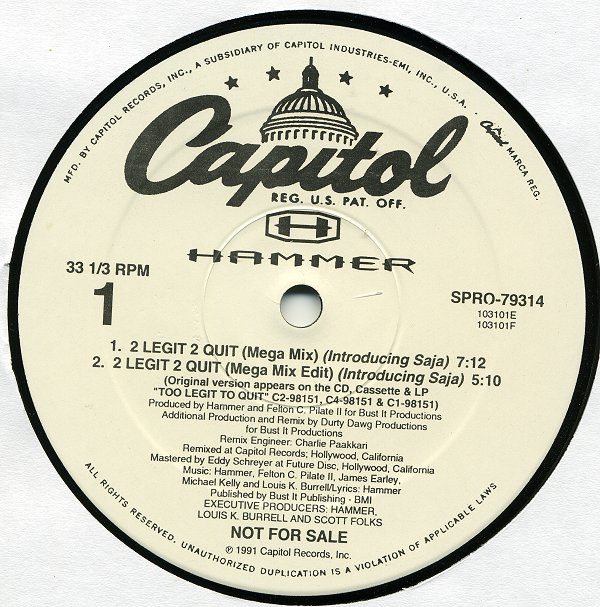 MFD. BY CAPITOL RECORDS, INC., A SUBSIDIARY OF CAPITOL INDUSTRIES-EMI, INC., U.S.A. · Capitol MARCA REG.
Capitol
REG. U.S. PAT. OFF.
H
HAMMER
33 1/3 RPM
1
SPRO-79314
103101E
103101F
1. 2 LEGIT 2 QUIT (Mega Mix) (Introducing Saja) 7:12
2. 2 LEGIT 2 QUIT (Mega Mix Edit) (Introducing Saja) 5:10
(Original version appears on the CD, Cassette & LP
"TOO LEGIT TO QUIT" C2-98151, C4-98151 & C1-98151)
Produced by Hammer and Felton C. Pilate II for Bust It Productions
Additional Production and Remix by Durty Dawg Productions
for Bust It Productions
Remix Engineer: Charlie Paakkari
Remixed at Capitol Records; Hollywood, California
Mastered by Eddy Schreyer at Future Disc, Hollywood, California
Music: Hammer, Felton C. Pilate II, James Earley,
Michael Kelly and Louis K. Burrell/Lyrics: Hammer
Published by Bust It Publishing - BMI
EXECUTIVE PRODUCERS: HAMMER,
LOUIS K. BURRELL AND SCOTT FOLKS
NOT FOR SALE
℗ 1991 Capitol Records, Inc.
ALL RIGHTS RESERVED. UNAUTHORIZED DUPLICATION IS A VIOLATION OF APPLICABLE LAWS